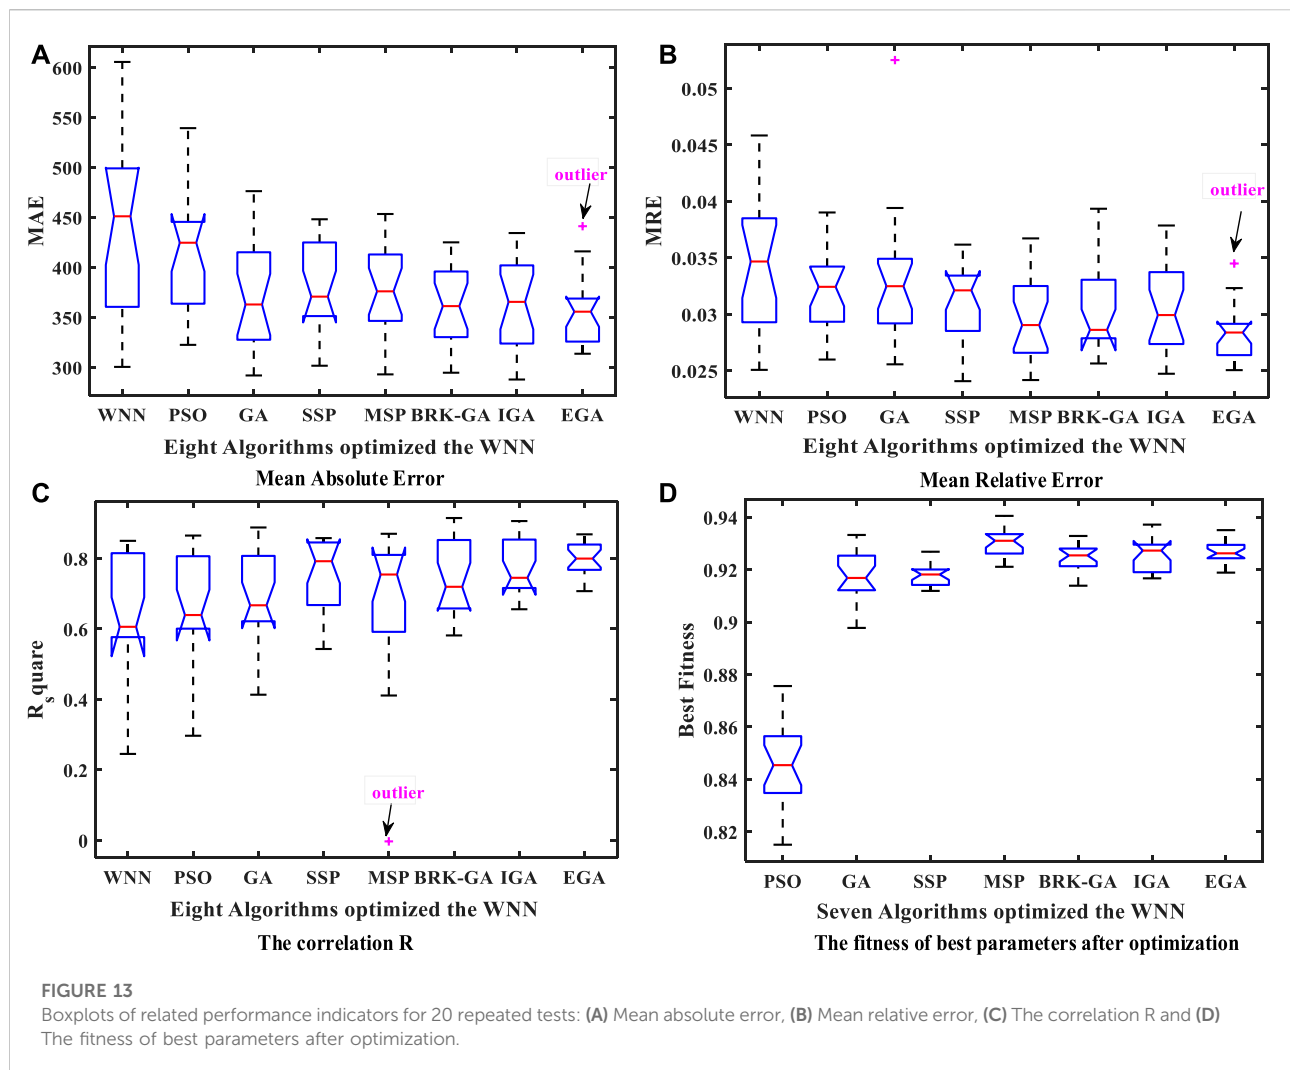 A
600
550
500
450
400
350
300
MAE
outlier
WNN PSO GA SSP MSP BRK-GA IGA EGA
Eight Algorithms optimized the WNN
Mean Absolute Error
B
0.05
0.045
0.04
0.035
0.03
0.025
MRE
outlier
WNN PSO GA SSP MSP BRK-GA IGA EGA
Eight Algorithms optimized the WNN
Mean Relative Error
C
0.8
0.6
0.4
0.2
0
R_square
outlier
WNN PSO GA SSP MSP BRK-GA IGA EGA
Eight Algorithms optimized the WNN
The correlation R
D
0.94
0.92
0.9
0.88
0.86
0.84
0.82
Best Fitness
PSO GA SSP MSP BRK-GA IGA EGA
Seven Algorithms optimized the WNN
The fitness of best parameters after optimization
FIGURE 13
Boxplots of related performance indicators for 20 repeated tests: (A) Mean absolute error, (B) Mean relative error, (C) The correlation R and (D)
The fitness of best parameters after optimization.